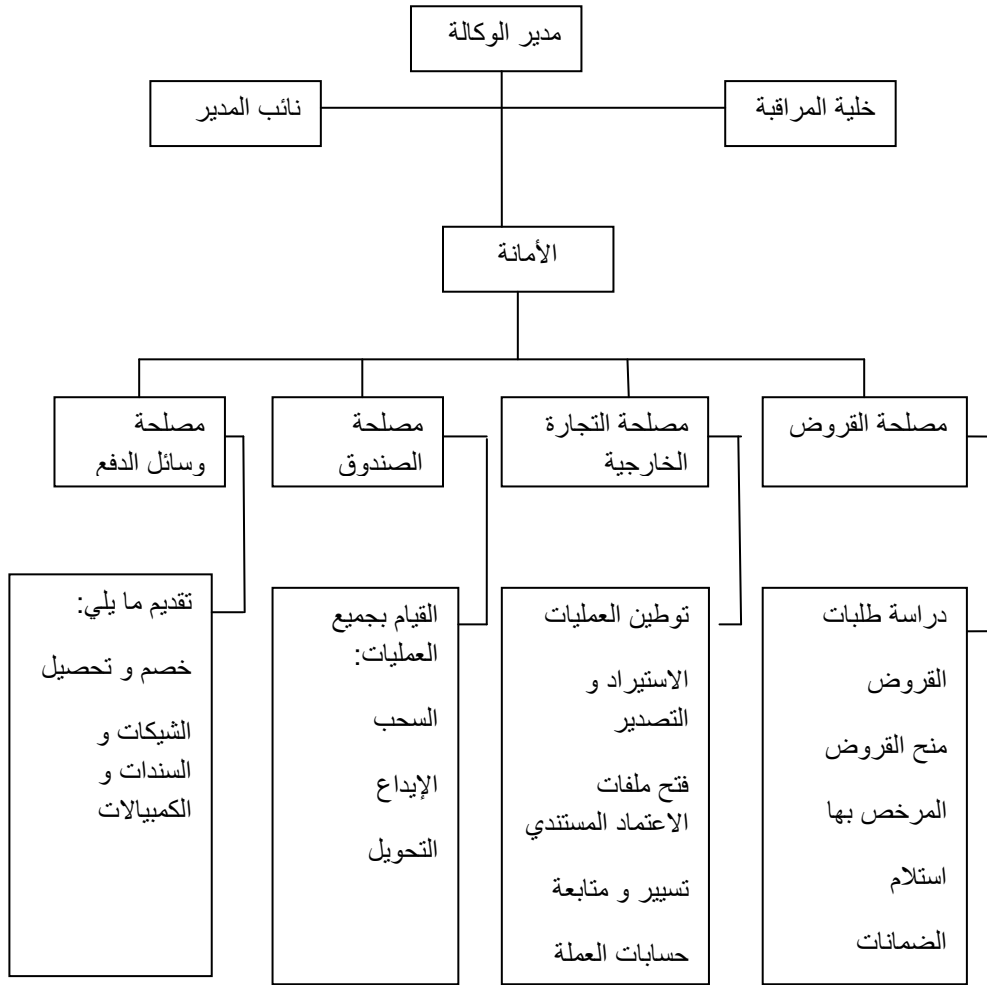 مدير الوكالة
خلية المراقبة
نائب المدير
الأمانة
مصلحة القروض
مصلحة التجارة
الخارجية
مصلحة
الصندوق
مصلحة
وسائل الدفع
دراسة طلبات
القروض
منح القروض
المرخص بها
استلام
الضمانات
توطين العمليات
الاستيراد و
التصدير
فتح ملفات
الاعتماد المستندي
تسيير و متابعة
حسابات العملة
القيام بجميع
العمليات:
السحب
الإيداع
التحويل
تقديم ما يلي:
خصم و تحصيل
الشيكات و
السندات و
الكمبيالات